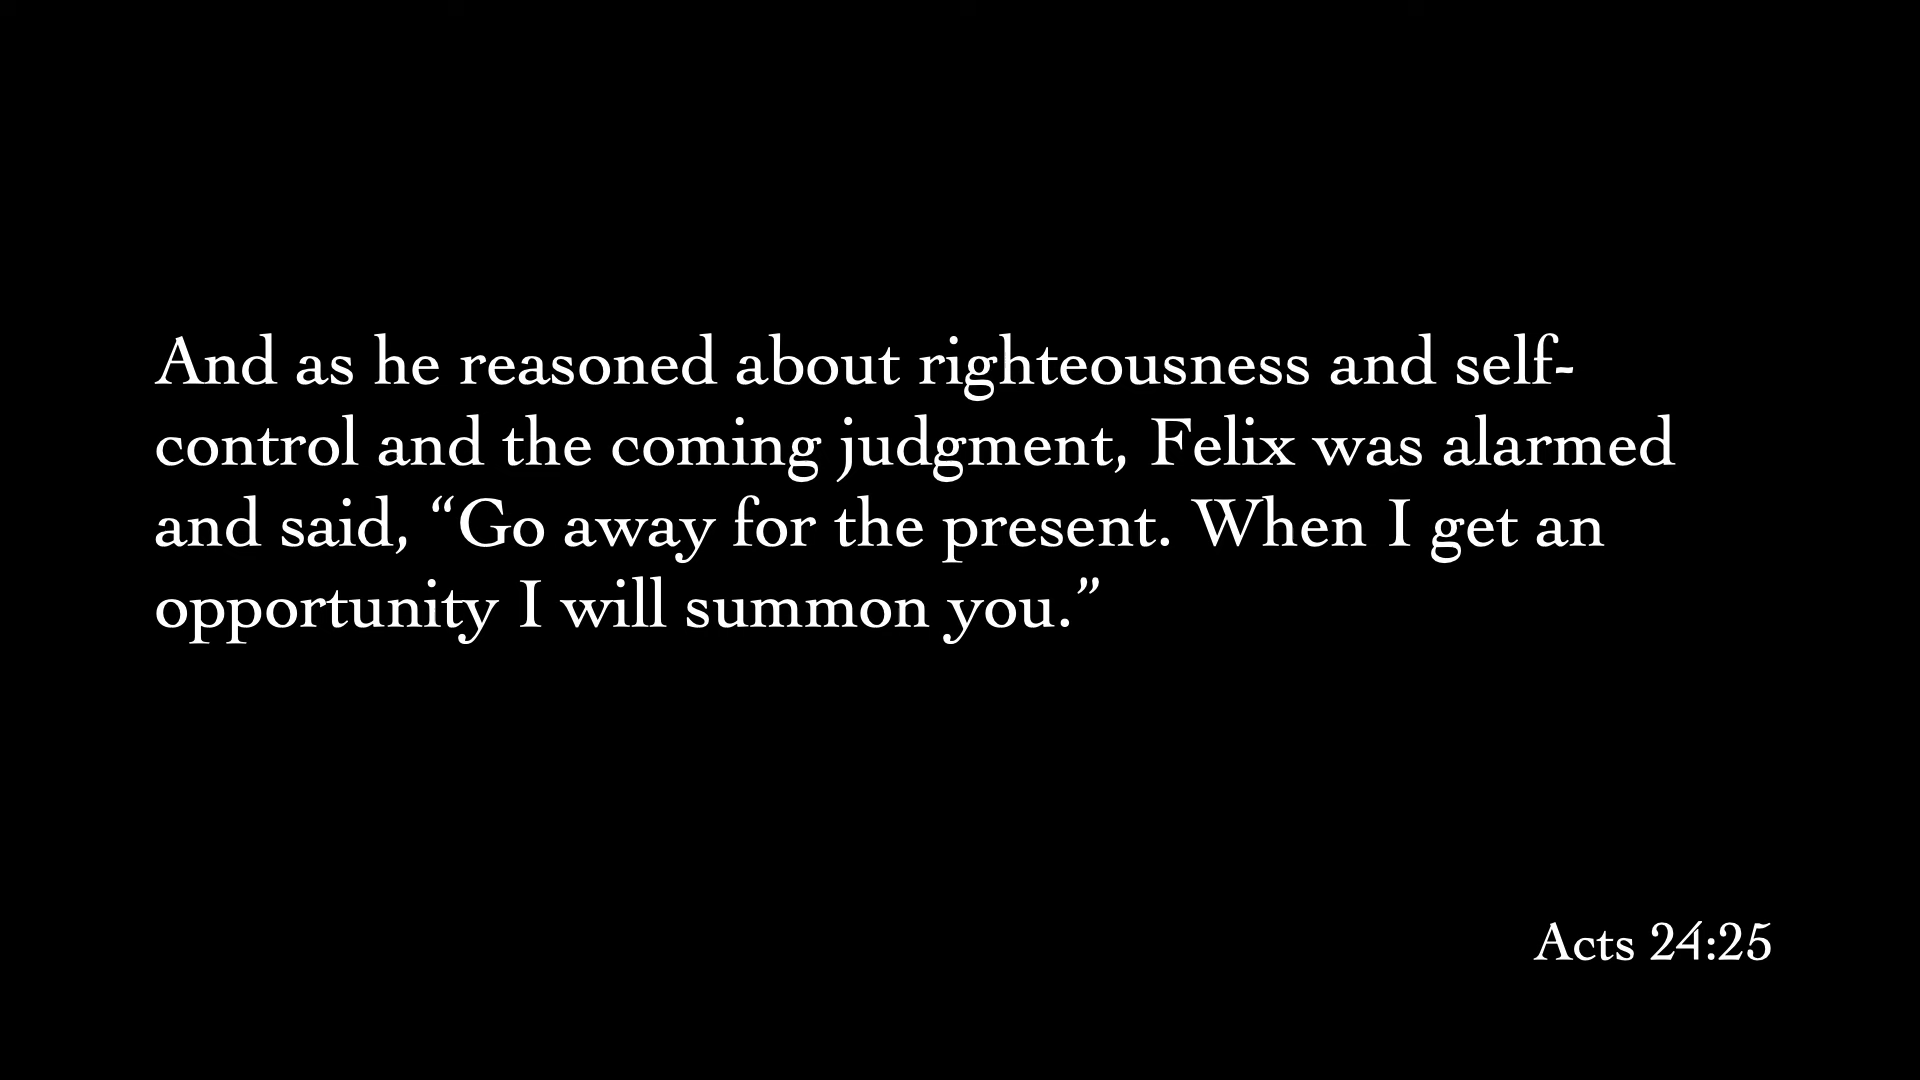 And as he reasoned about righteousness and self-
control and the coming judgment, Felix was alarmed
and said, “Go away for the present. When I get an
opportunity I will summon you.”
Acts 24:25